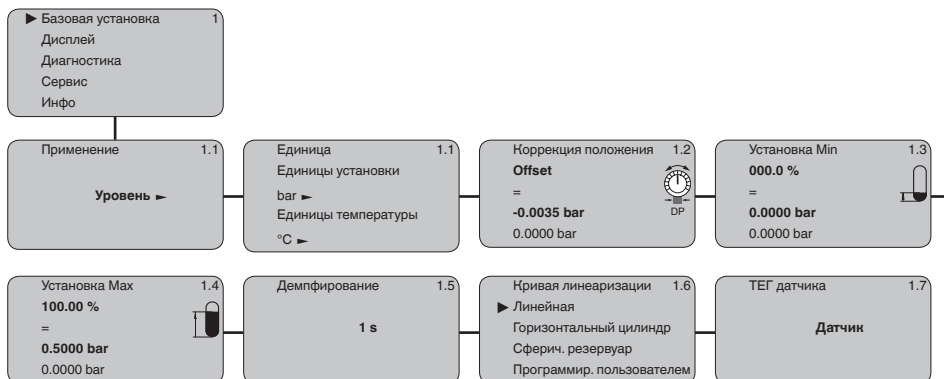 ▶ Базовая установка 1
Дисплей
Диагностика
Сервис
Инфо
Применение 1.1
Уровень ►
Единица 1.1
Единицы установки
bar ►
Единицы температуры
°C ►
Коррекция положения 1.2
Offset
=
-0.0035 bar
0.0000 bar
DP
Установка Min 1.3
000.0 %
=
0.0000 bar
0.0000 bar
Установка Max 1.4
100.00 %
=
0.5000 bar
0.0000 bar
Демпфирование 1.5
1 s
Кривая линеаризации 1.6
▶ Линейная
Горизонтальный цилиндр
Сферич. резервуар
Программир. пользователем
ТЕГ датчика 1.7
Датчик